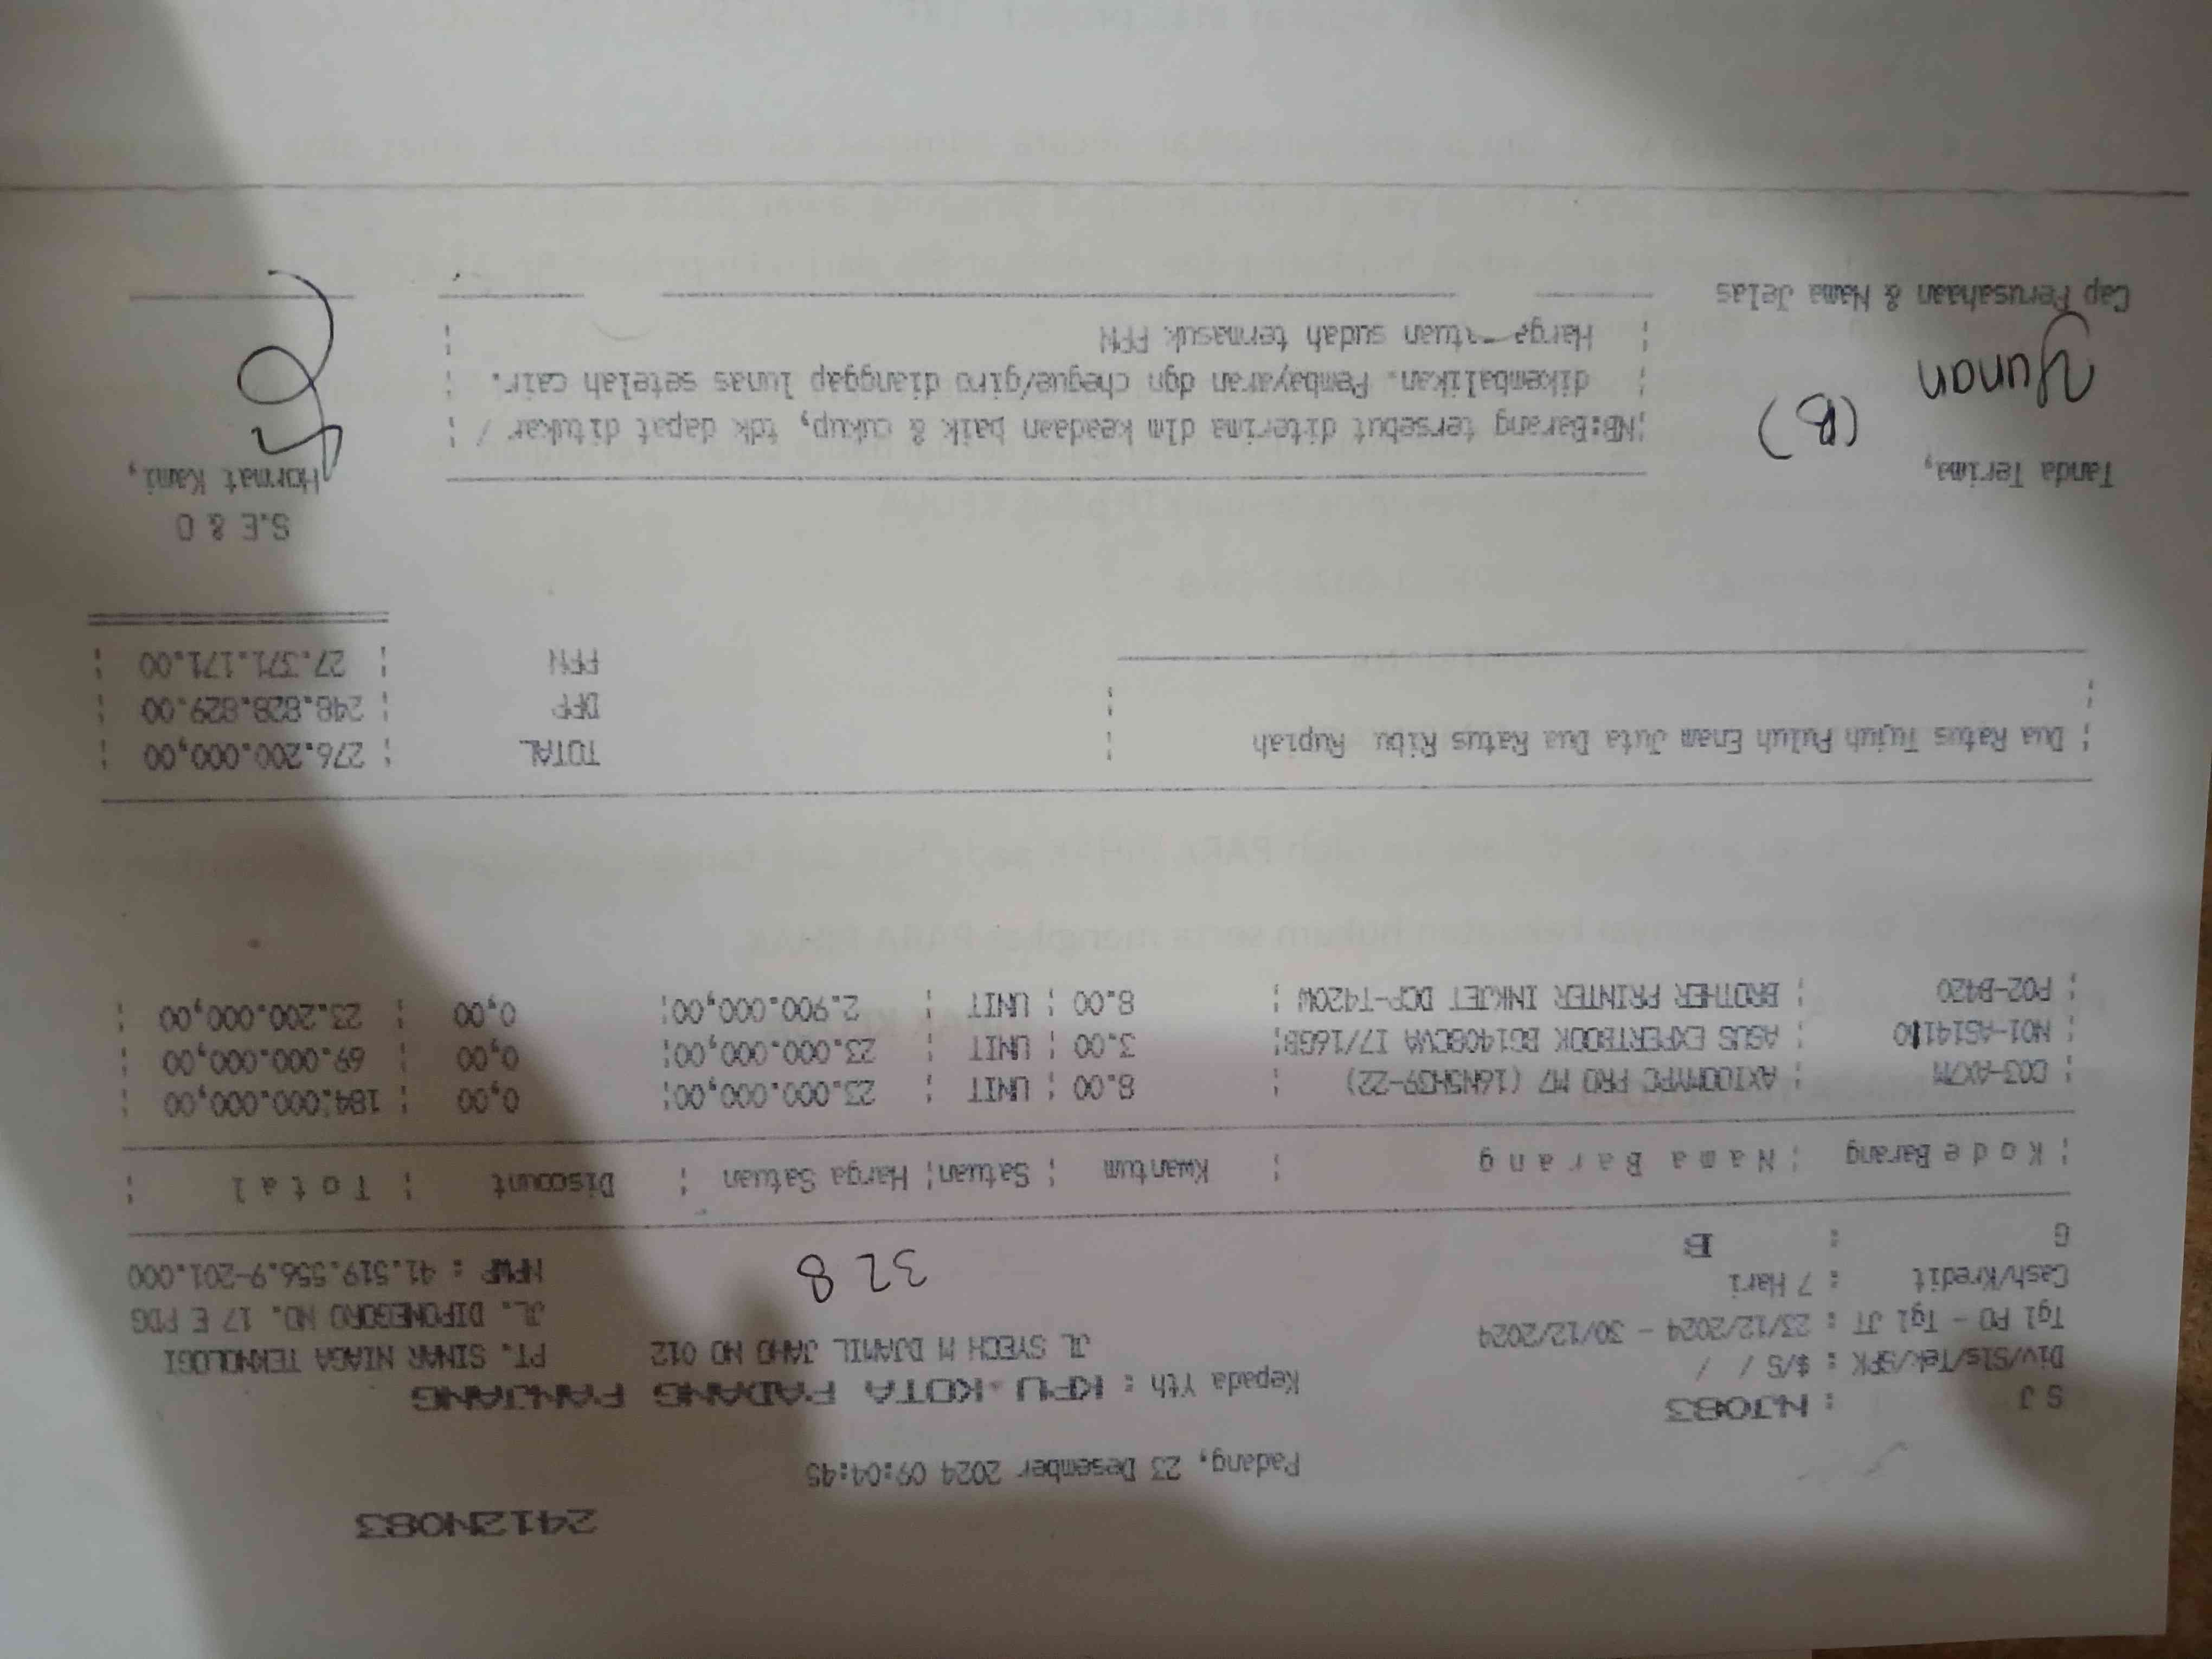 2412N083
Padang, 23 Desember 2024 09:04:45
S J : NJ083
Kepada Yth : KPU KOTA PADANG PANJANG
PT. SINAR NIAGA TEKNOLOGI
Div/Sls/Tek/SPK : $/S / /
JL SYECH M DJAMIL JAHO NO 012
JL. DIPONEGORO NO. 17 E PDG
Tgl PO - Tgl JT : 23/12/2024 - 30/12/2024
NPWP : 41.519.556.9-201.000
Cash/Kredit : 7 Hari
328
G : B
¦ K o d e Barang ¦ N a m a B a r a n g ¦ Kwantum ¦ Satuan¦ Harga Satuan ¦ Discount ¦ T o t a l ¦
¦ C03-AX7M ¦ AXIOOMYPC PRO M7 (16N5H39-22) ¦ 8.00 ¦ UNIT ¦ 23.000.000,00¦ 0,00 ¦ 184.000.000,00 ¦
¦ ASUS EXPERTBOOK BG1408CVA I7/16GB¦ 3.00 ¦ UNIT ¦ 23.000.000,00¦ 0,00 ¦ 69.000.000,00 ¦
¦ P02-B420 ¦ BROTHER PRINTER INKJET DCP-T420W ¦ 8.00 ¦ UNIT ¦ 2.900.000,00¦ 0,00 ¦ 23.200.000,00 ¦
¦ Dua Ratus Tujuh Puluh Enam Juta Dua Ratus Ribu Rupiah ¦ TOTAL ¦ 276.200.000,00 ¦
DPP ¦ 248.828.829.00 ¦
PPN ¦ 27.371.171.00 ¦
S.E & O
Tanda Terima,
Hormat Kami,
(B)
¦NB:Barang tersebut diterima dlm keadaan baik & cukup, tdk dapat ditukar / ¦
Yunan
¦ dikembalikan. Pembayaran dgn cheque/giro dianggap lunas setelah cair. ¦
¦ Harga satuan sudah termasuk PPN ¦
Cap Perusahaan & Nama Jelas